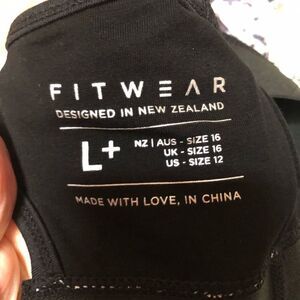 FITWEAR
DESIGNED IN NEW ZEALAND
L+
NZ | AUS - SIZE 16
UK - SIZE 16
US - SIZE 12
MADE WITH LOVE, IN CHINA